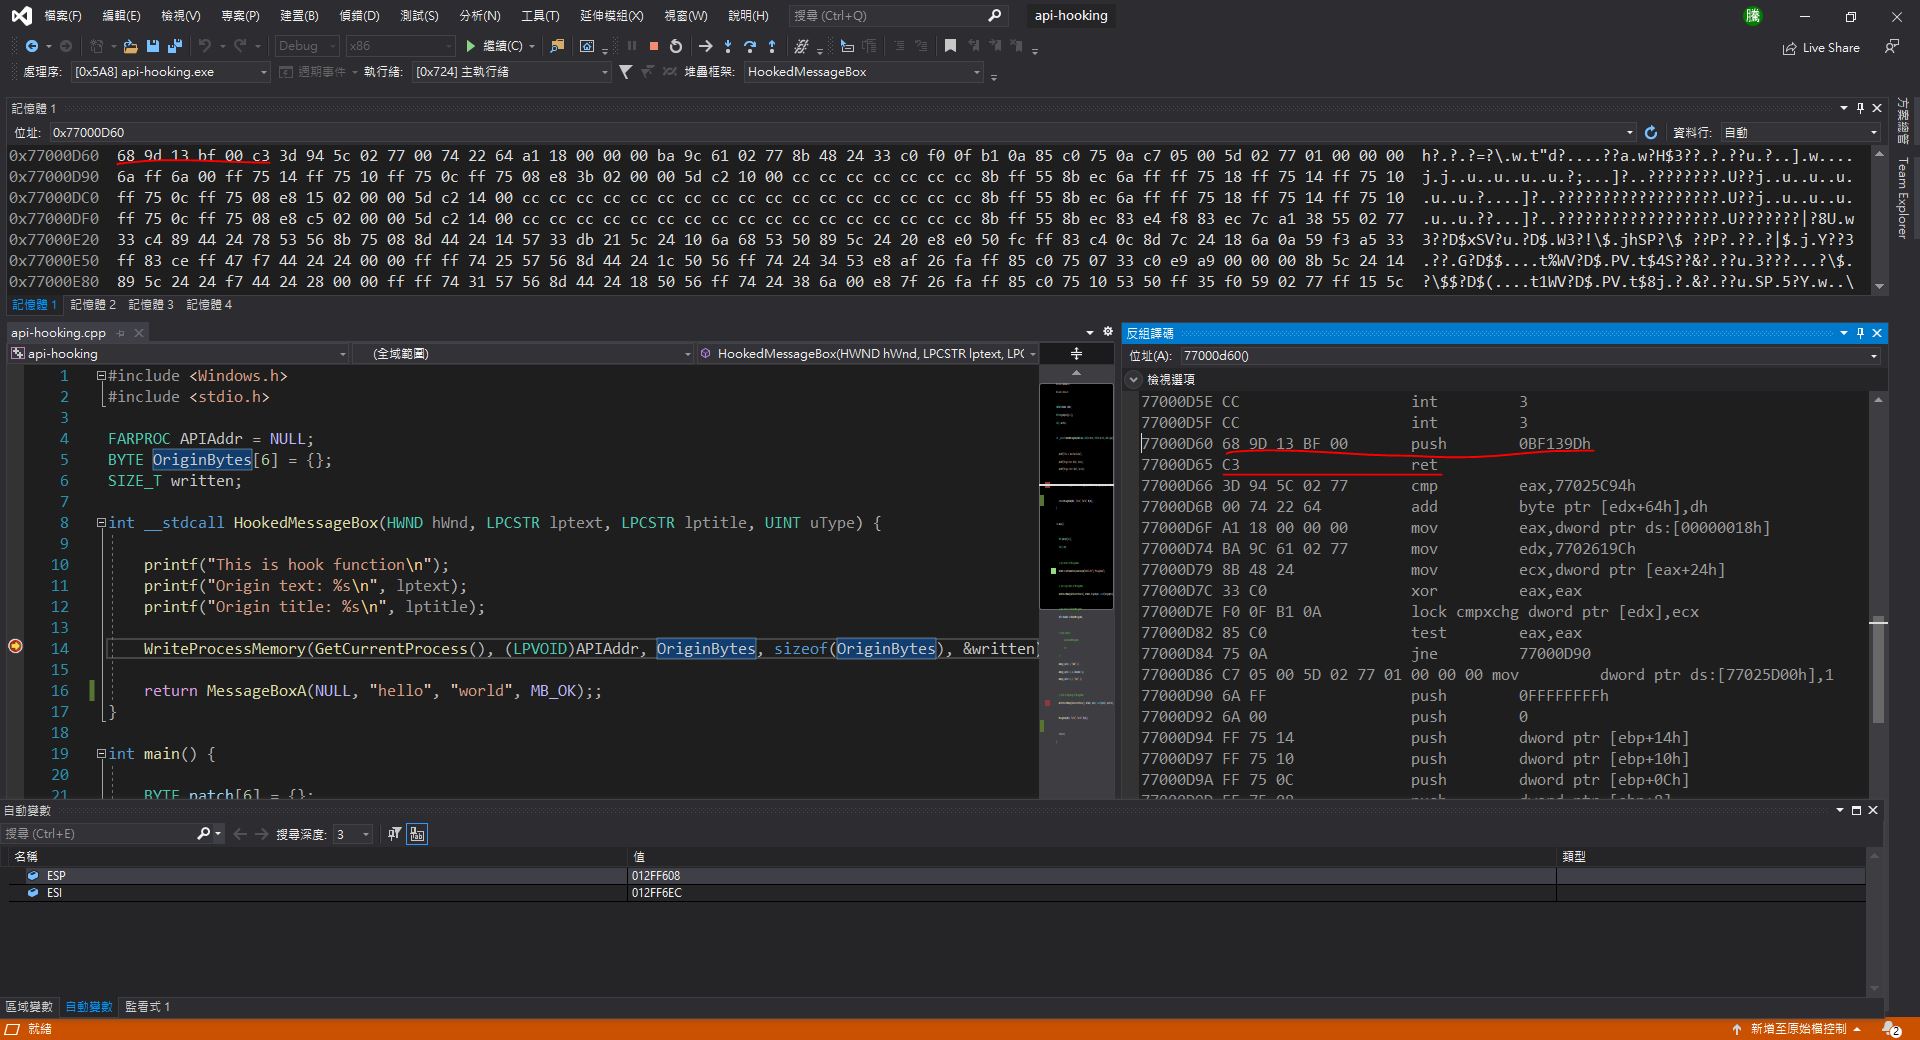 檔案(F) 編輯(E) 檢視(V) 專案(P) 建置(B) 偵錯(D) 測試(S) 分析(N) 工具(T) 延伸模組(X) 視窗(W) 說明(H) 搜尋 (Ctrl+Q) api-hooking 騰
Debug x86 繼續(C) Live Share
處理序: [0x5A8] api-hooking.exe 週期事件 執行緒: [0x724] 主執行緒 堆疊框架: HookedMessageBox
記憶體 1
位址: 0x77000D60 資料行: 自動
0x77000D60 68 9d 13 bf 00 c3 3d 94 5c 02 77 00 74 22 64 a1 18 00 00 00 ba 9c 61 02 77 8b 48 24 33 c0 f0 0f b1 0a 85 c0 75 0a c7 05 00 5d 02 77 01 00 00 00 h?.?.?=?\.w.t"d?....??a.w?H$3??.?.??u.?..].w....
0x77000D90 6a ff 6a 00 ff 75 14 ff 75 10 ff 75 0c ff 75 08 e8 3b 02 00 00 5d c2 10 00 cc cc cc cc cc cc cc cc 8b ff 55 8b ec 6a ff ff 75 18 ff 75 14 ff 75 10 j.j..u..u..u..u.?;...]?..????????.U??j..u..u..u.
0x77000DC0 ff 75 0c ff 75 08 e8 15 02 00 00 5d c2 14 00 cc cc cc cc cc cc cc cc cc cc cc cc cc cc cc cc cc cc 8b ff 55 8b ec 6a ff ff 75 18 ff 75 14 ff 75 10 .u..u.?....]?..??????????????????.U??j..u..u..u.
0x77000DF0 ff 75 0c ff 75 08 e8 c5 02 00 00 5d c2 14 00 cc cc cc cc cc cc cc cc cc cc cc cc cc cc cc cc cc cc 8b ff 55 8b ec 83 e4 f8 83 ec 7c a1 38 55 02 77 .u..u.??...]?..??????????????????.U???????|?8U.w
0x77000E20 33 c4 89 44 24 78 53 56 8b 75 08 8d 44 24 14 57 33 db 21 5c 24 10 6a 68 53 50 89 5c 24 20 e8 e0 50 fc ff 83 c4 0c 8d 7c 24 18 6a 0a 59 f3 a5 33 3??D$xSV?u.?D$.W3?!\$.jhSP?\$ ??P?.??.?|$.j.Y??3
0x77000E50 ff 83 ce ff 47 f7 44 24 24 00 00 ff ff 74 25 57 56 8d 44 24 1c 50 56 ff 74 24 34 53 e8 af 26 fa ff 85 c0 75 07 33 c0 e9 a9 00 00 00 8b 5c 24 14 .??.G?D$$....t%WV?D$.PV.t$4S??&?.??u.3???...?\$.
0x77000E80 89 5c 24 24 f7 44 24 28 00 00 ff ff 74 31 57 56 8d 44 24 18 50 56 ff 74 24 38 6a 00 e8 7f 26 fa ff 85 c0 75 10 53 50 ff 35 f0 59 02 77 ff 15 5c ?\$$?D$(....t1WV?D$.PV.t$8j.?.&?.??u.SP.5?Y.w..\
記憶體 1 記憶體 2 記憶體 3 記憶體 4
方案總管
Team Explorer
api-hooking.cpp
api-hooking (全域範圍) HookedMessageBox(HWND hWnd, LPCSTR lptext, LPC
1 #include <Windows.h>
2 #include <stdio.h>
3
4 FARPROC APIAddr = NULL;
5 BYTE OriginBytes[6] = {};
6 SIZE_T written;
7
8 int __stdcall HookedMessageBox(HWND hWnd, LPCSTR lptext, LPCSTR lptitle, UINT uType) {
9
10 printf("This is hook function\n");
11 printf("Origin text: %s\n", lptext);
12 printf("Origin title: %s\n", lptitle);
13
14 WriteProcessMemory(GetCurrentProcess(), (LPVOID)APIAddr, OriginBytes, sizeof(OriginBytes), &written)
15
16 return MessageBoxA(NULL, "hello", "world", MB_OK);;
17 }
18
19 int main() {
20
21 BYTE patch[6] = {};
反組譯碼
位址(A): 77000d60()
檢視選項
77000D5E CC int 3
77000D5F CC int 3
77000D60 68 9D 13 BF 00 push 0BF139Dh
77000D65 C3 ret
77000D66 3D 94 5C 02 77 cmp eax,77025C94h
77000D6B 00 74 22 64 add byte ptr [edx+64h],dh
77000D6F A1 18 00 00 00 mov eax,dword ptr ds:[00000018h]
77000D74 BA 9C 61 02 77 mov edx,7702619Ch
77000D79 8B 48 24 mov ecx,dword ptr [eax+24h]
77000D7C 33 C0 xor eax,eax
77000D7E F0 0F B1 0A lock cmpxchg dword ptr [edx],ecx
77000D82 85 C0 test eax,eax
77000D84 75 0A jne 77000D90
77000D86 C7 05 00 5D 02 77 01 00 00 00 mov dword ptr ds:[77025D00h],1
77000D90 6A FF push 0FFFFFFFFh
77000D92 6A 00 push 0
77000D94 FF 75 14 push dword ptr [ebp+14h]
77000D97 FF 75 10 push dword ptr [ebp+10h]
77000D9A FF 75 0C push dword ptr [ebp+0Ch]
77000D9D FF 75 08 push dword ptr [ebp+8]
自動變數
搜尋 (Ctrl+E) 搜尋深度: 3
名稱 值 類型
ESP 012FF608
ESI 012FF6EC
區域變數 自動變數 監看式 1
就緒 新增至原始檔控制 2